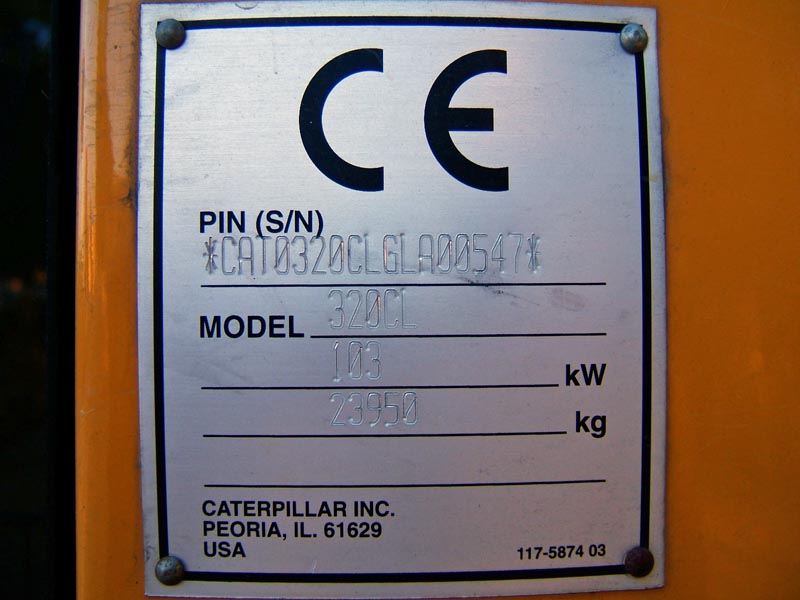 CE
PIN (S/N)
*CAT0320CLGLA00547*
MODEL 320CL
103 kW
23950 kg
CATERPILLAR INC.
PEORIA, IL. 61629
USA
117-5874 03